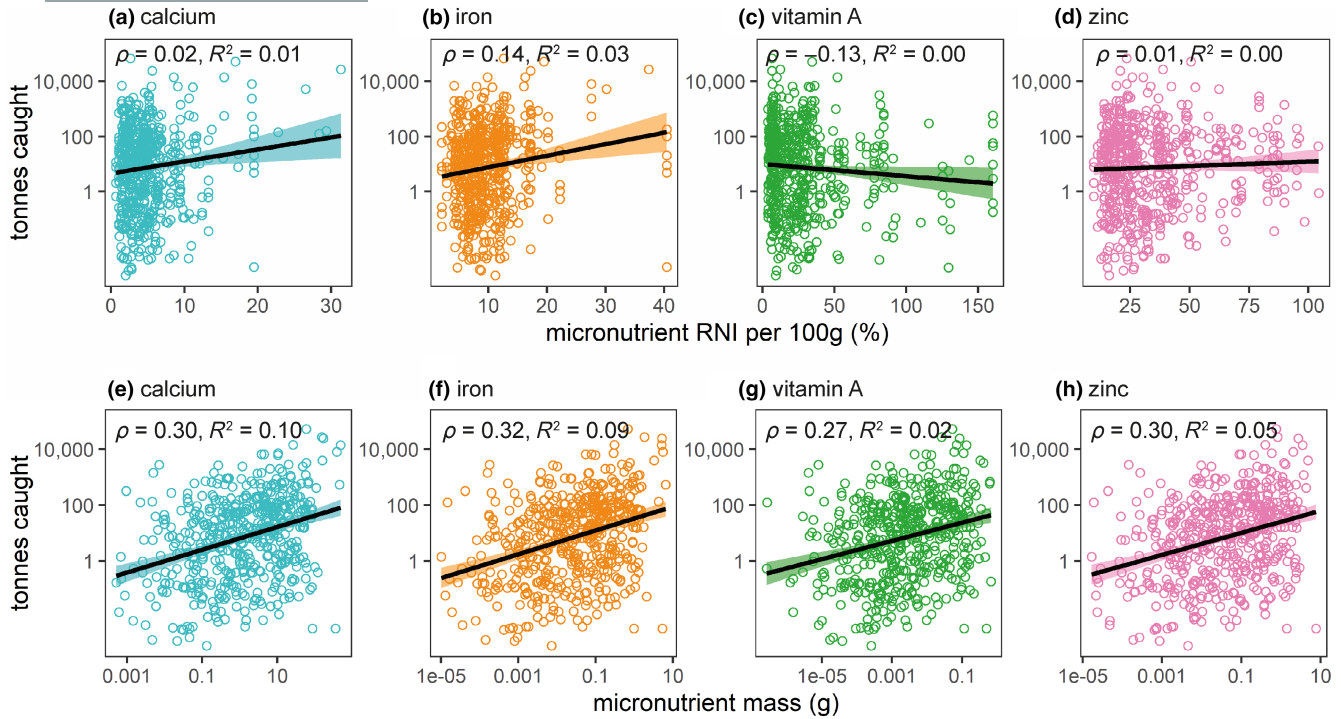 (a) calcium
(b) iron
(c) vitamin A
(d) zinc
ρ = 0.02, R² = 0.01
ρ = 0.14, R² = 0.03
ρ = −0.13, R² = 0.00
ρ = 0.01, R² = 0.00
tonnes caught
10,000
100
1
0 10 20 30
10 20 30 40
0 50 100 150
25 50 75 100
micronutrient RNI per 100g (%)
(e) calcium
(f) iron
(g) vitamin A
(h) zinc
ρ = 0.30, R² = 0.10
ρ = 0.32, R² = 0.09
ρ = 0.27, R² = 0.02
ρ = 0.30, R² = 0.05
tonnes caught
10,000
100
1
10,000
100
1
10,000
100
1
10,000
100
1
10,000
100
1
10,000
100
1
10,000
100
1
0.001 0.1 10
1e-05 0.001 0.1 10
1e-05 0.001 0.1
1e-05 0.001 0.1 10
micronutrient mass (g)